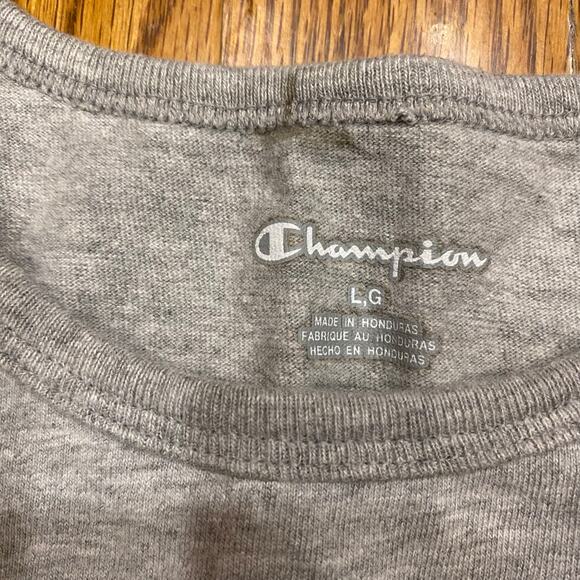 Champion
L,G
MADE IN HONDURAS
FABRIQUE AU HONDURAS
HECHO EN HONDURAS